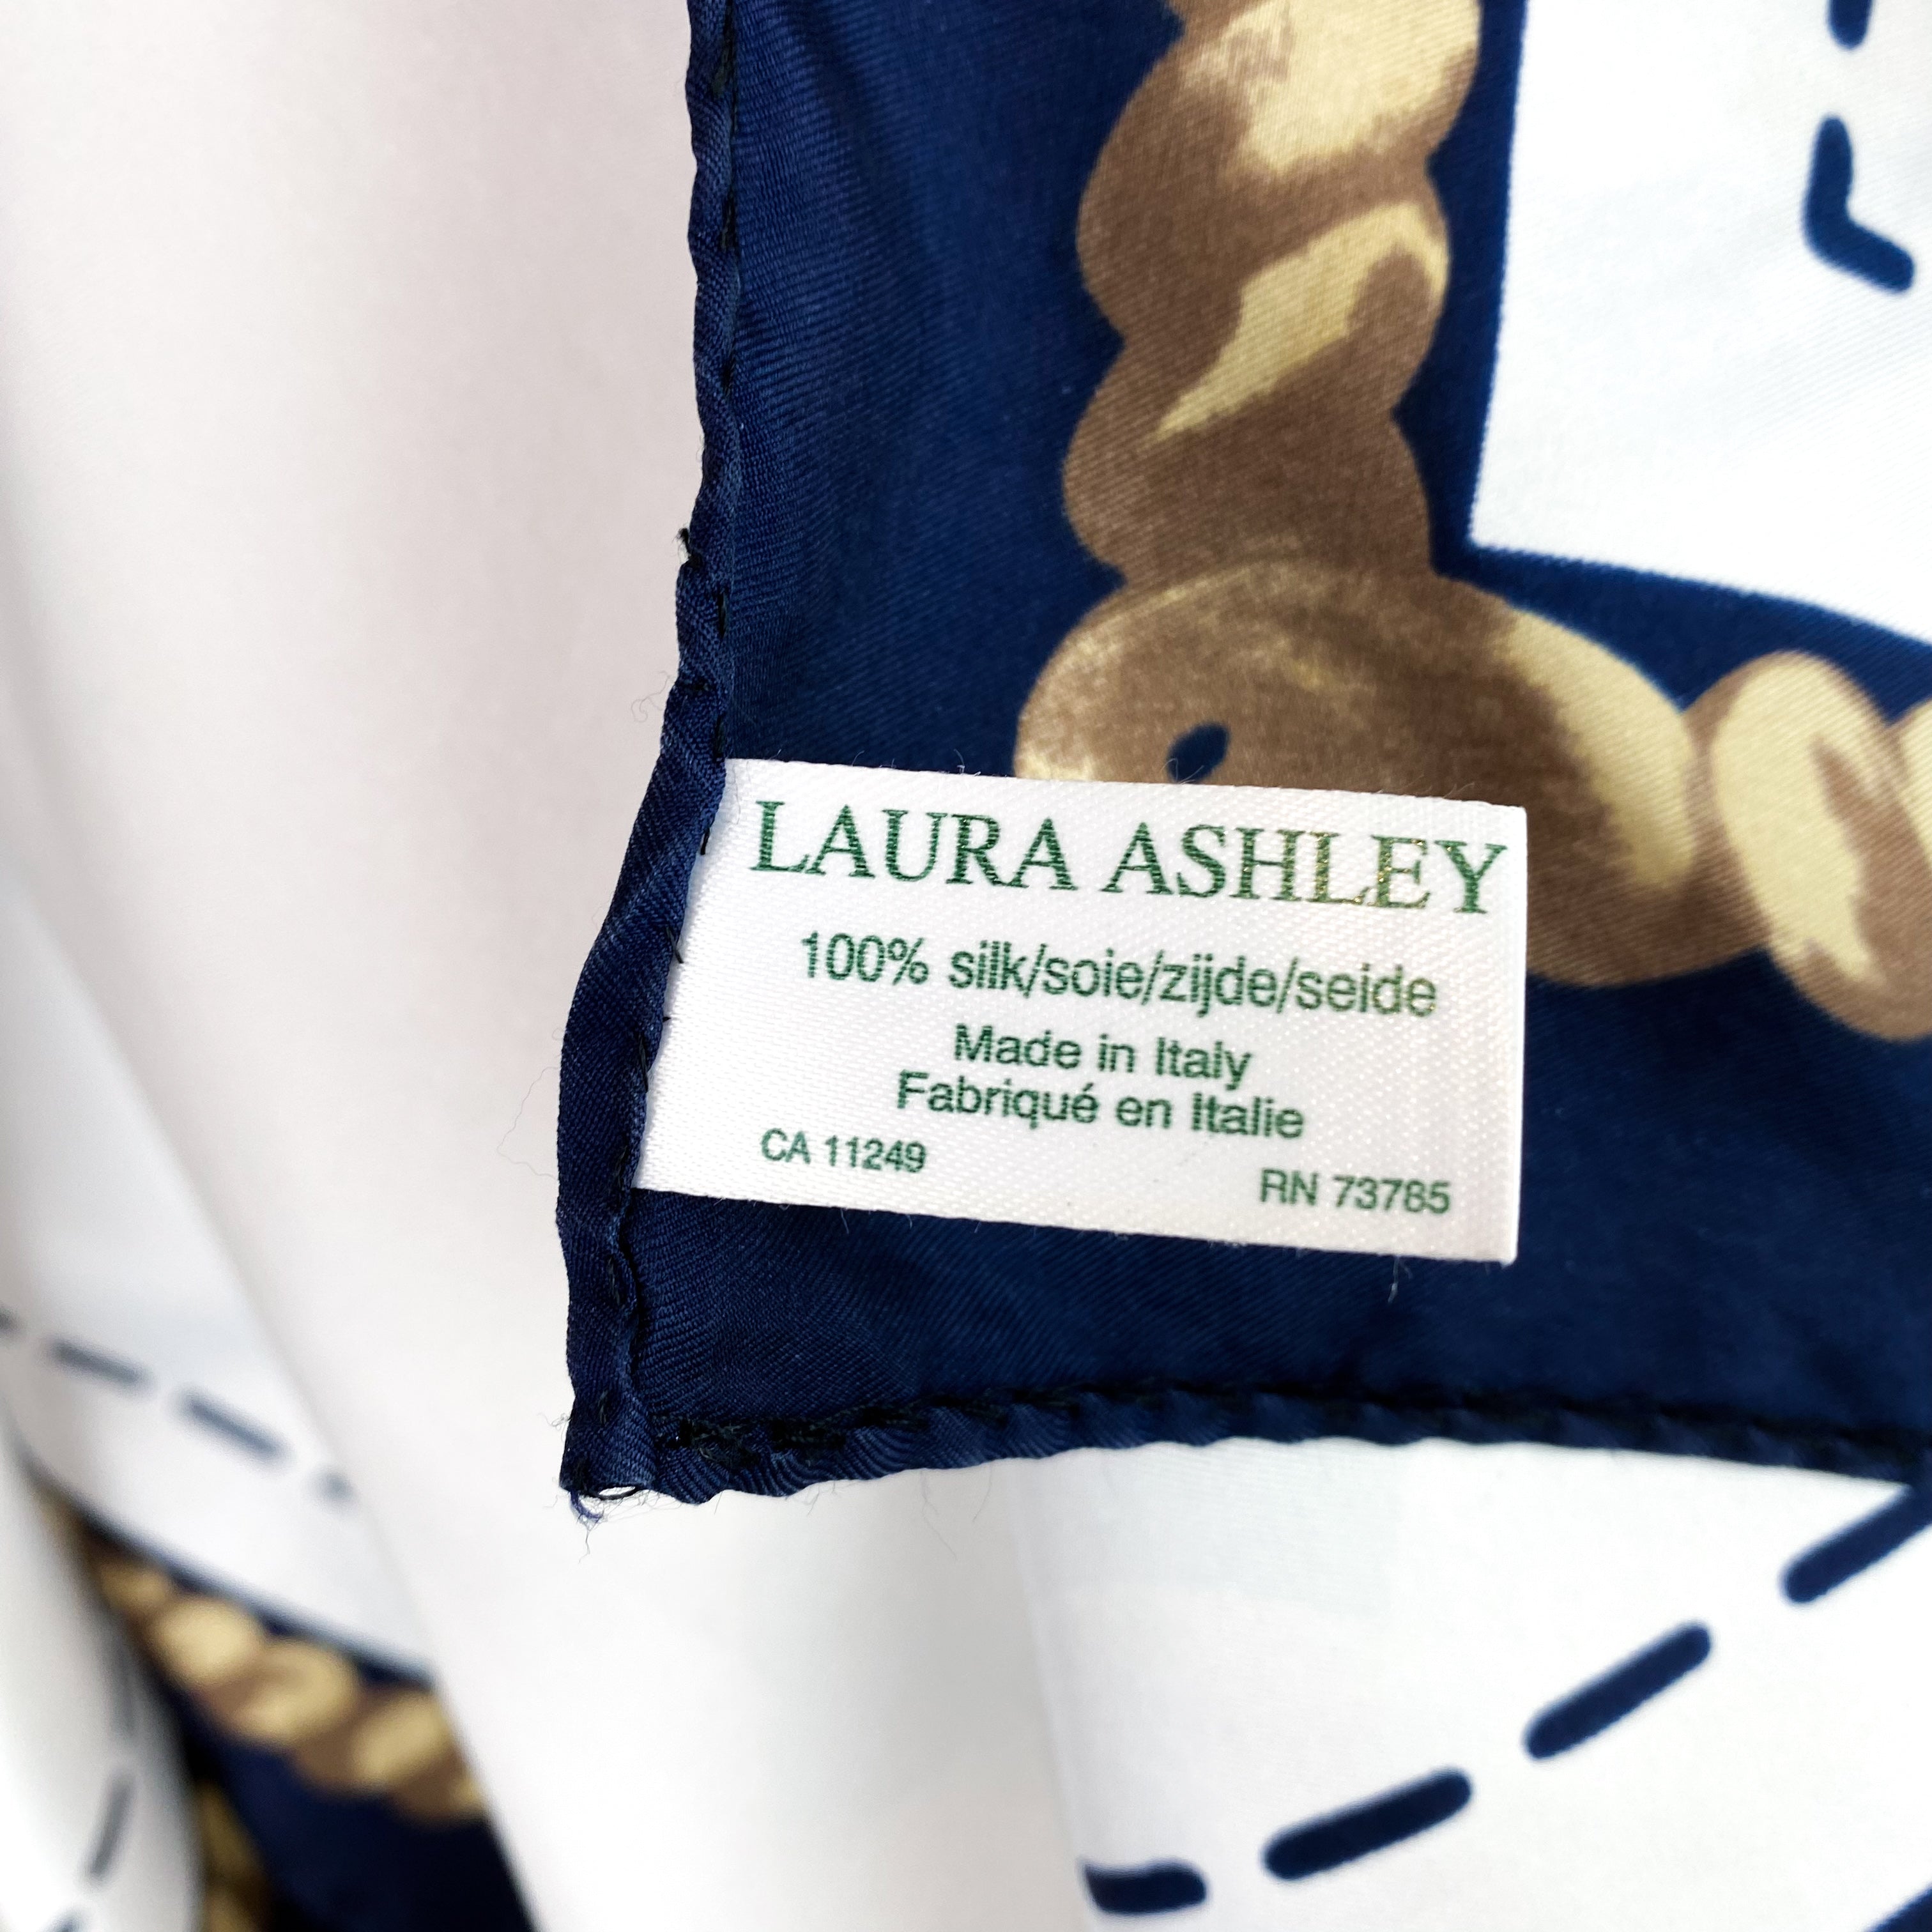 LAURA ASHLEY
100% silk/soie/zijde/seide
Made in Italy
Fabriqué en Italie
CA 11249
RN 73785